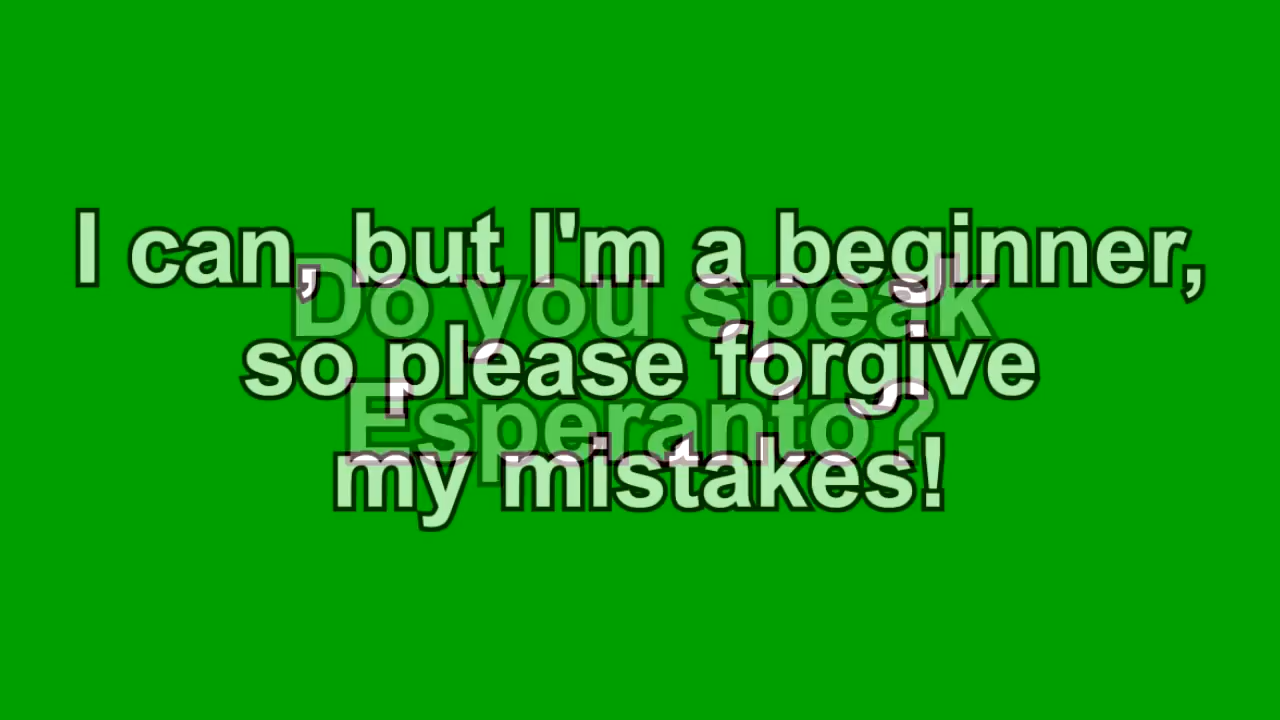 I can, but I'm a beginner,
Do you speak
so please forgive
Esperanto?
my mistakes!